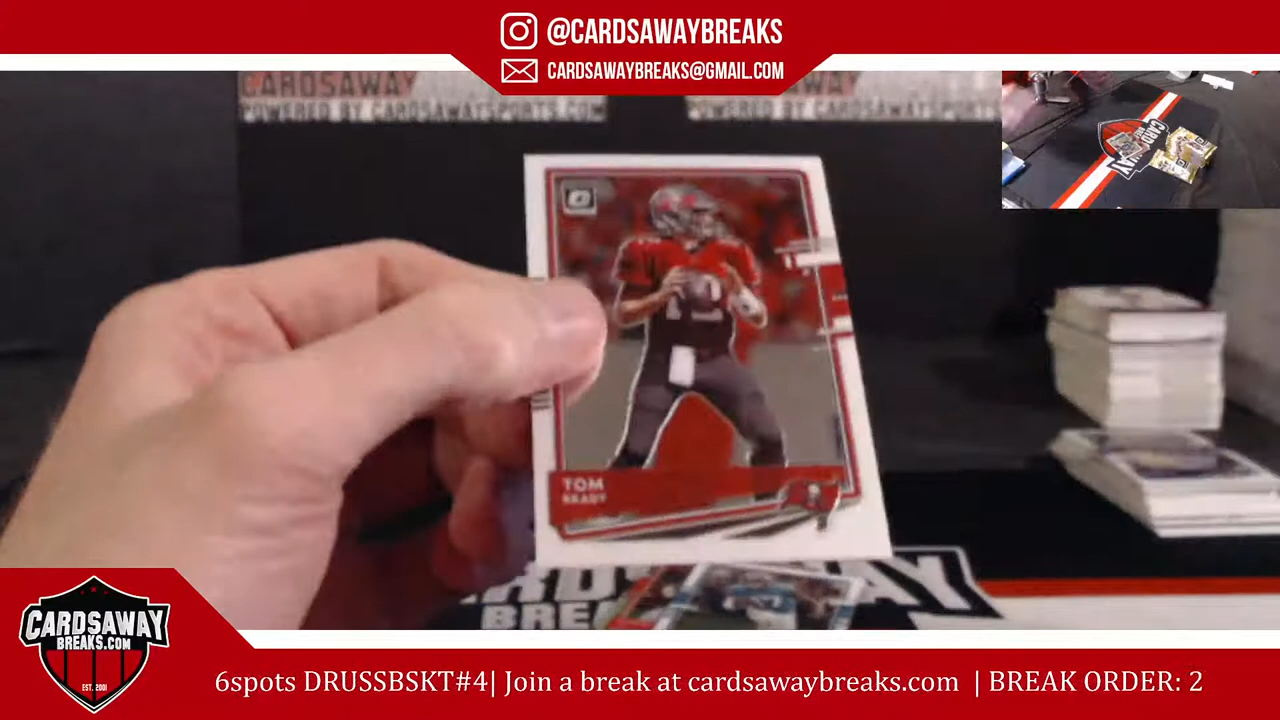 @CARDSAWAYBREAKS
CARDSAWAYBREAKS@GMAIL.COM
CARDSAWAY
POWERED BY CARDSAWAYSPORTS.COM
TOM
BRADY
CARDSAWAY
BREAKS.COM
EST. 2001
6spots DRUSSBSKT#4| Join a break at cardsawaybreaks.com | BREAK ORDER: 2